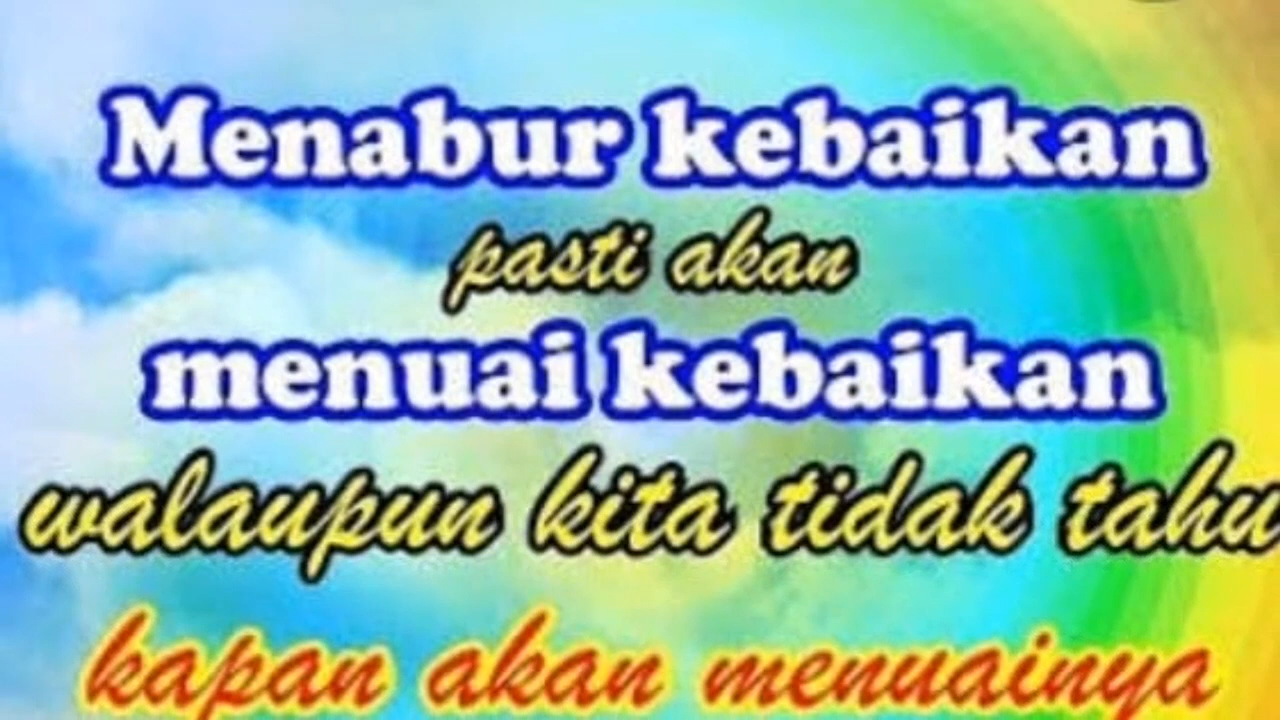 Menabur kebaikan
pasti akan
menuai kebaikan
walaupun kita tidak tahu
kapan akan menuainya